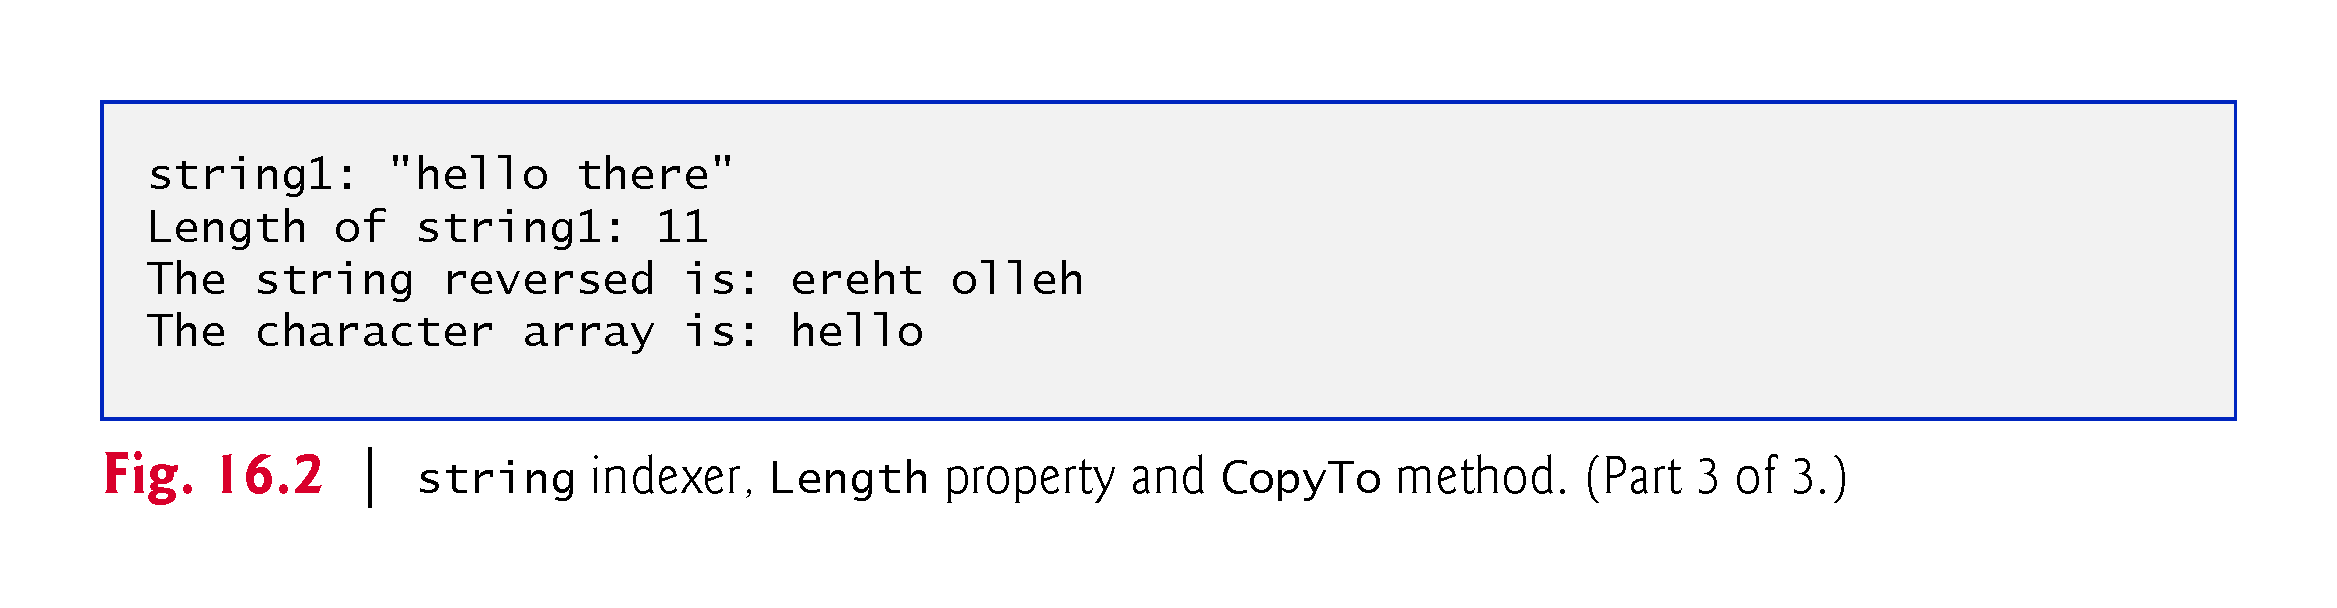 string1: "hello there"
Length of string1: 11
The string reversed is: ereht olleh
The character array is: hello
Fig. 16.2 | string indexer, Length property and CopyTo method. (Part 3 of 3.)